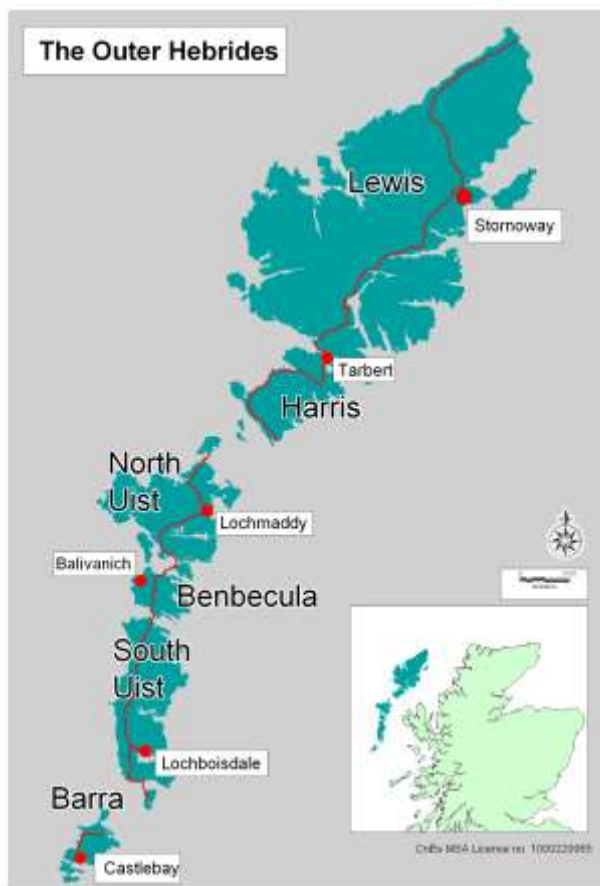 The Outer Hebrides
Lewis
Stornoway
Tarbert
Harris
North
Uist
Lochmaddy
Balivanich
Benbecula
South
Uist
Lochboisdale
Barra
Castlebay